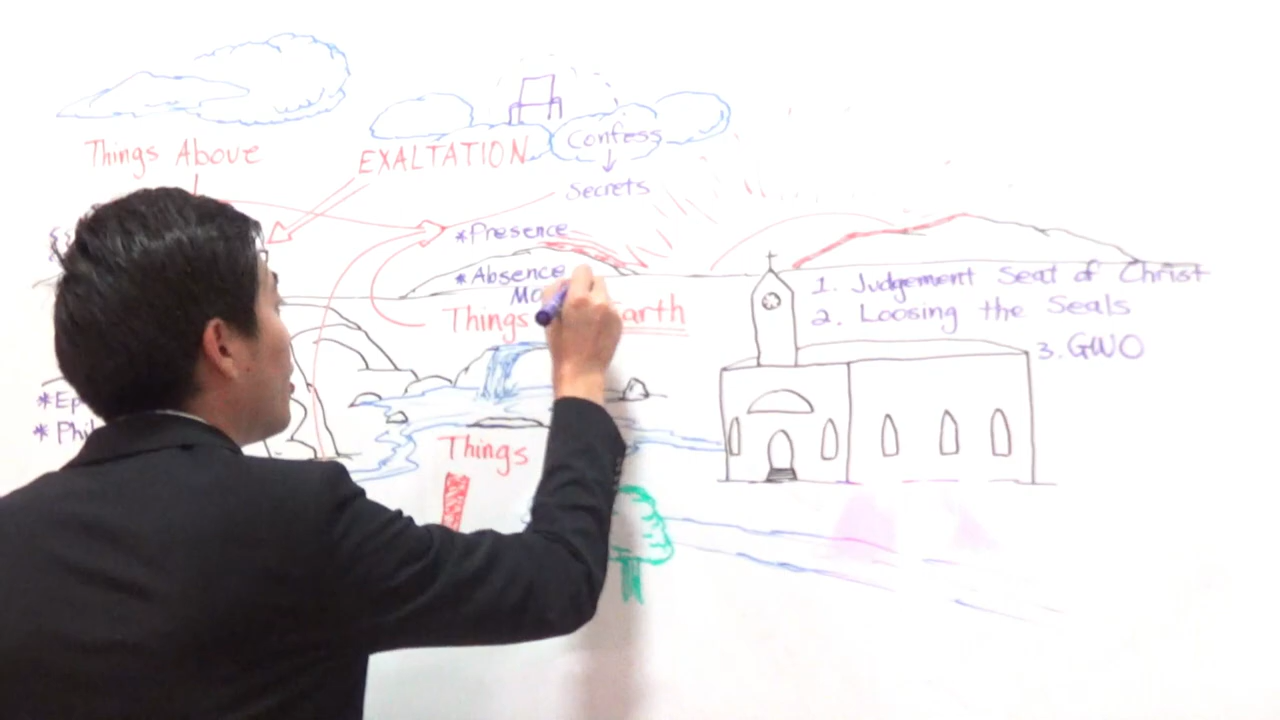 Things Above
EXALTATION
Confess
Secrets
*Presence
*Absence
Things
1. Judgement Seat of Christ
2. Loosing the Seals
3. GWO
Things